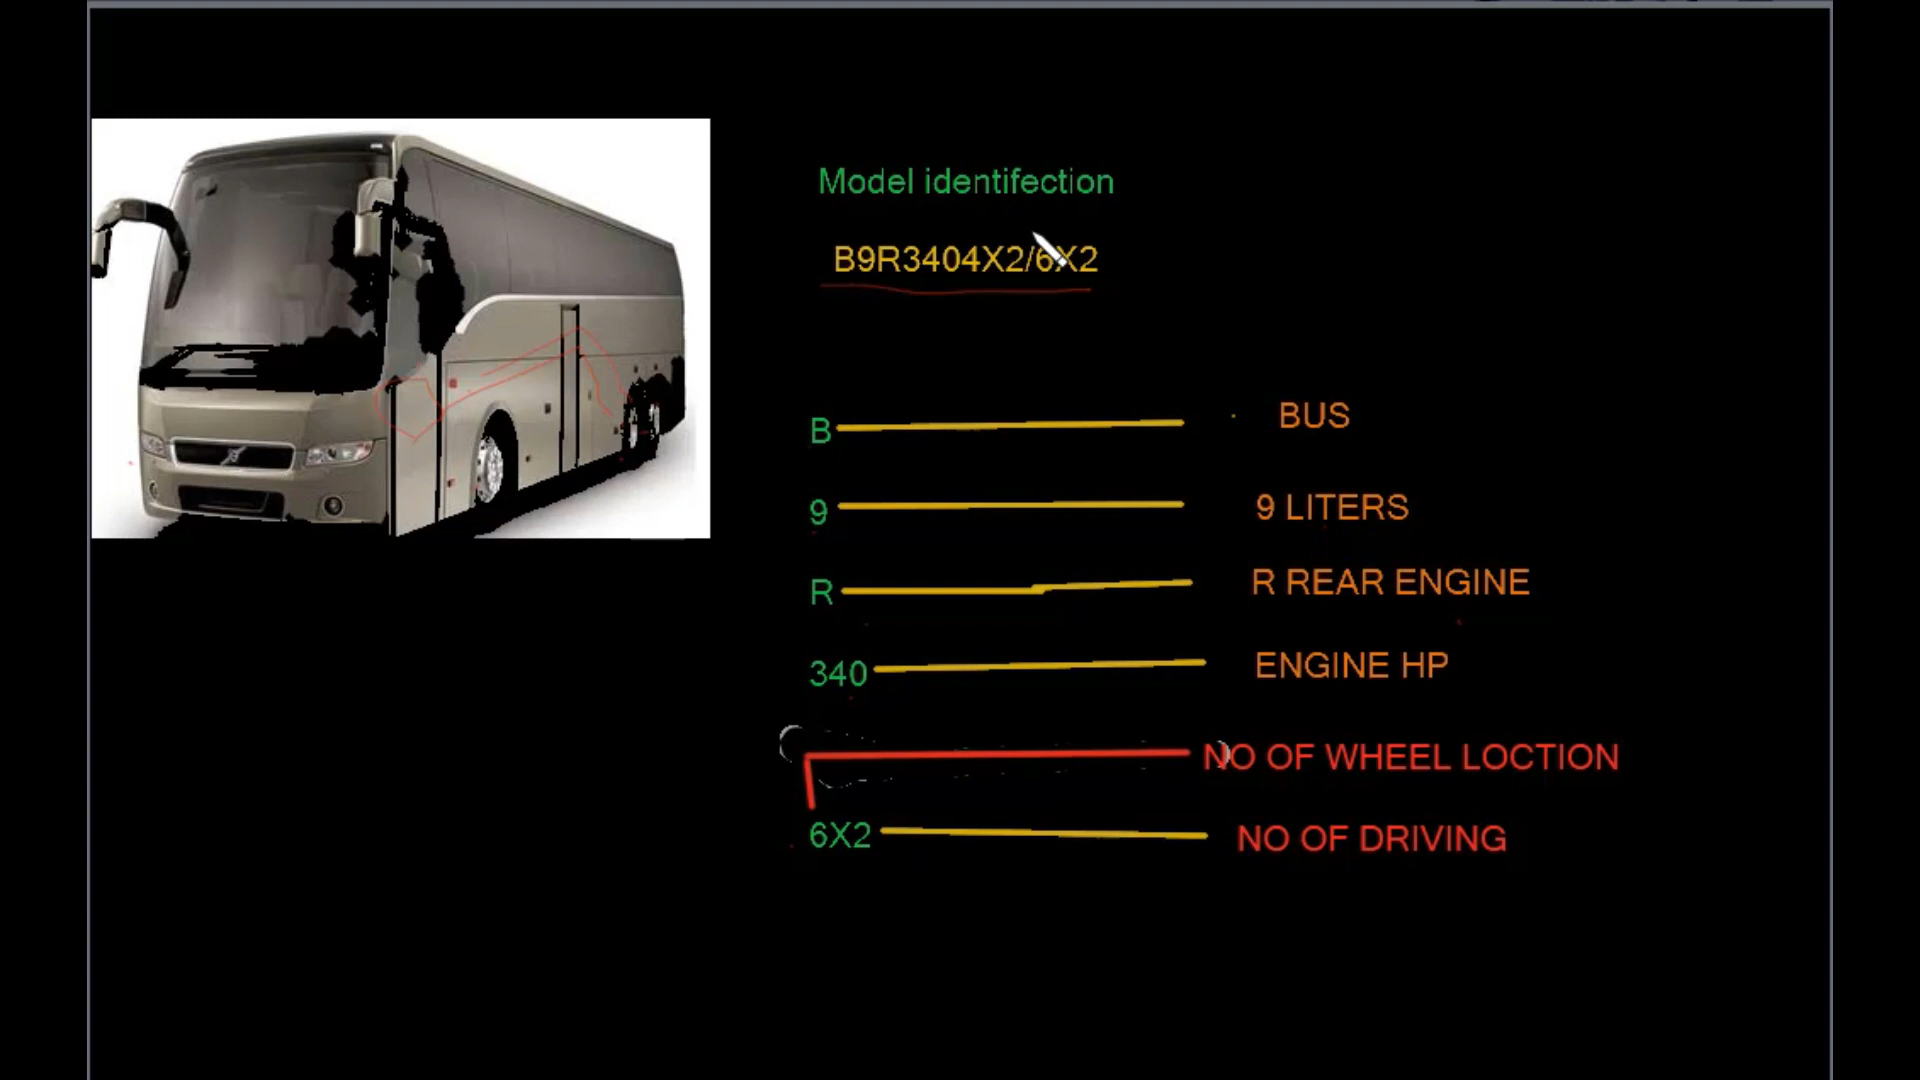 Model identifection
B9R3404X2/6X2
B BUS
9 9 LITERS
R R REAR ENGINE
340 ENGINE HP
NO OF WHEEL LOCTION
6X2 NO OF DRIVING